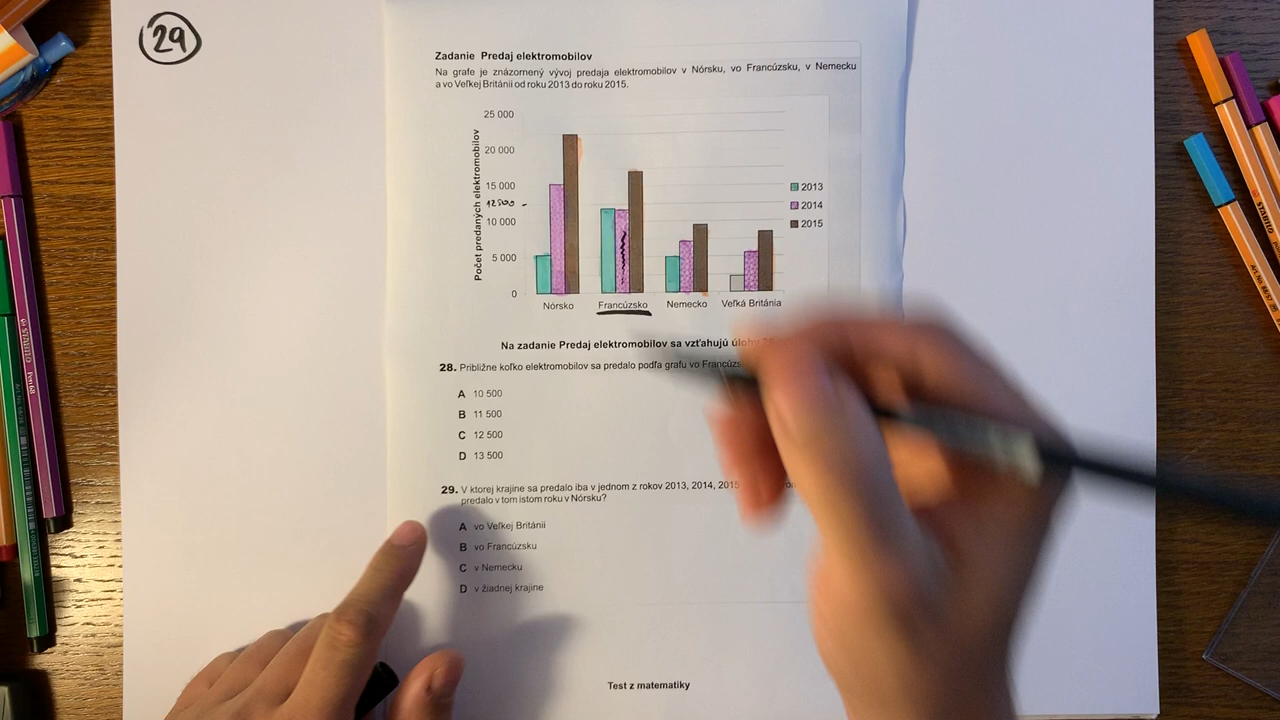 29
Zadanie Predaj elektromobilov
Na grafe je znázornený vývoj predaja elektromobilov v Nórsku, vo Francúzsku, v Nemecku
a vo Veľkej Británii od roku 2013 do roku 2015.
Počet predaných elektromobilov
25 000
20 000
15 000
12500
10 000
5 000
0
2013
2014
2015
Nórsko Francúzsko Nemecko Veľká Británia
Na zadanie Predaj elektromobilov sa vzťahujú úlohy
28. Približne koľko elektromobilov sa predalo podľa grafu vo
A 10 500
B 11 500
C 12 500
D 13 500
29. V ktorej krajine sa predalo iba v jednom z rokov 2013, 2014, 2015
predalo v tom istom roku v Nórsku?
A vo Veľkej Británii
B vo Francúzsku
C v Nemecku
D v žiadnej krajine
Test z matematiky
STABILO